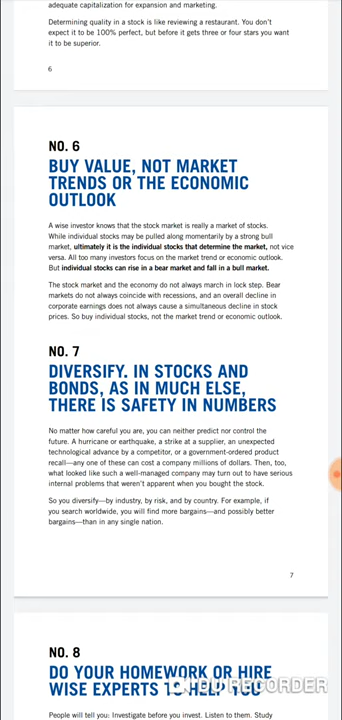 adequate capitalization for expansion and marketing.
Determining quality in a stock is like reviewing a restaurant. You don't
expect it to be 100% perfect, but before it gets three or four stars you want
it to be superior.
6
NO. 6
BUY VALUE, NOT MARKET
TRENDS OR THE ECONOMIC
OUTLOOK
A wise investor knows that the stock market is really a market of stocks.
While individual stocks may be pulled along momentarily by a strong bull
market, ultimately it is the individual stocks that determine the market, not vice
versa. All too many investors focus on the market trend or economic outlook.
But individual stocks can rise in a bear market and fall in a bull market.
The stock market and the economy do not always march in lock step. Bear
markets do not always coincide with recessions, and an overall decline in
corporate earnings does not always cause a simultaneous decline in stock
prices. So buy individual stocks, not the market trend or economic outlook.
NO. 7
DIVERSIFY. IN STOCKS AND
BONDS, AS IN MUCH ELSE,
THERE IS SAFETY IN NUMBERS
No matter how careful you are, you can neither predict nor control the
future. A hurricane or earthquake, a strike at a supplier, an unexpected
technological advance by a competitor, or a government-ordered product
recall—any one of these can cost a company millions of dollars. Then, too,
what looked like such a well-managed company may turn out to have serious
internal problems that weren't apparent when you bought the stock.
So you diversify—by industry, by risk, and by country. For example, if
you search worldwide, you will find more bargains—and possibly better
bargains—than in any single nation.
7
NO. 8
DO YOUR HOMEWORK OR HIRE
WISE EXPERTS TO HELP YOU
DU RECORDER
People will tell you: Investigate before you invest. Listen to them. Study